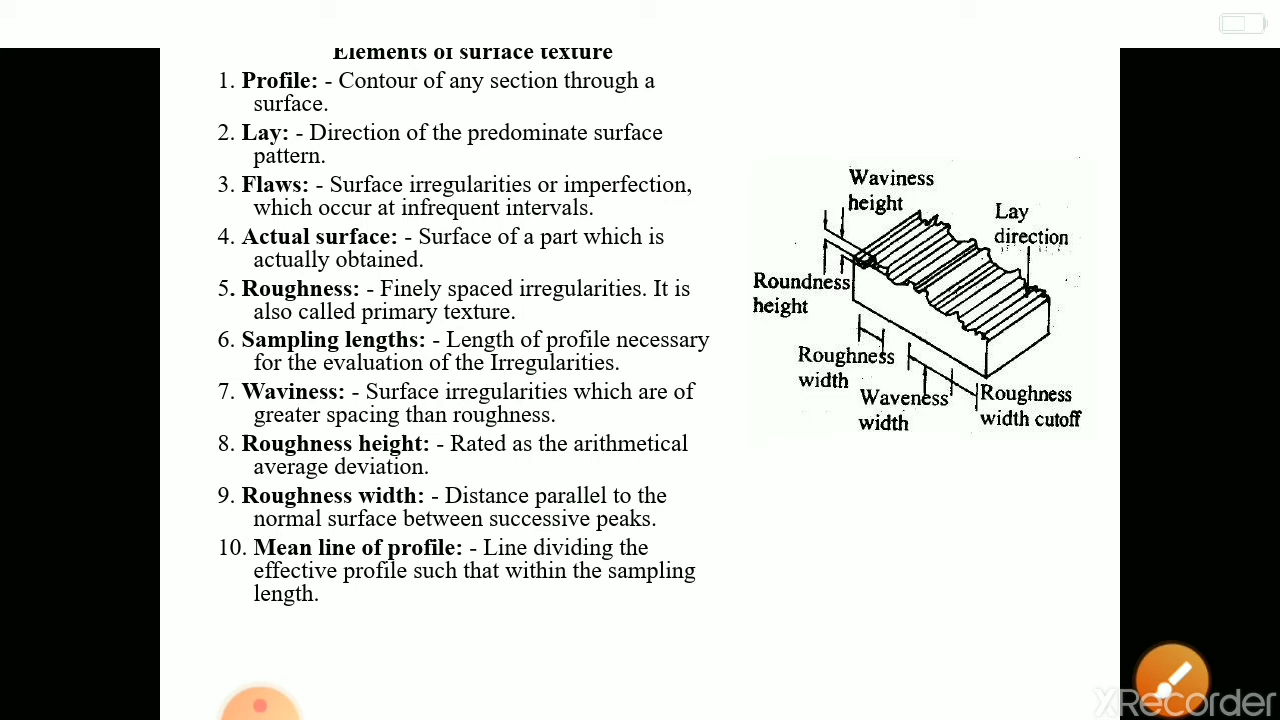 Elements of surface texture
1. Profile: - Contour of any section through a
surface.
2. Lay: - Direction of the predominate surface
pattern.
3. Flaws: - Surface irregularities or imperfection,
which occur at infrequent intervals.
4. Actual surface: - Surface of a part which is
actually obtained.
5. Roughness: - Finely spaced irregularities. It is
also called primary texture.
6. Sampling lengths: - Length of profile necessary
for the evaluation of the Irregularities.
7. Waviness: - Surface irregularities which are of
greater spacing than roughness.
8. Roughness height: - Rated as the arithmetical
average deviation.
9. Roughness width: - Distance parallel to the
normal surface between successive peaks.
10. Mean line of profile: - Line dividing the
effective profile such that within the sampling
length.
Waviness
height
Lay
direction
Roundness
height
Roughness
width
Waveness
width
Roughness
width cutoff
XRecorder